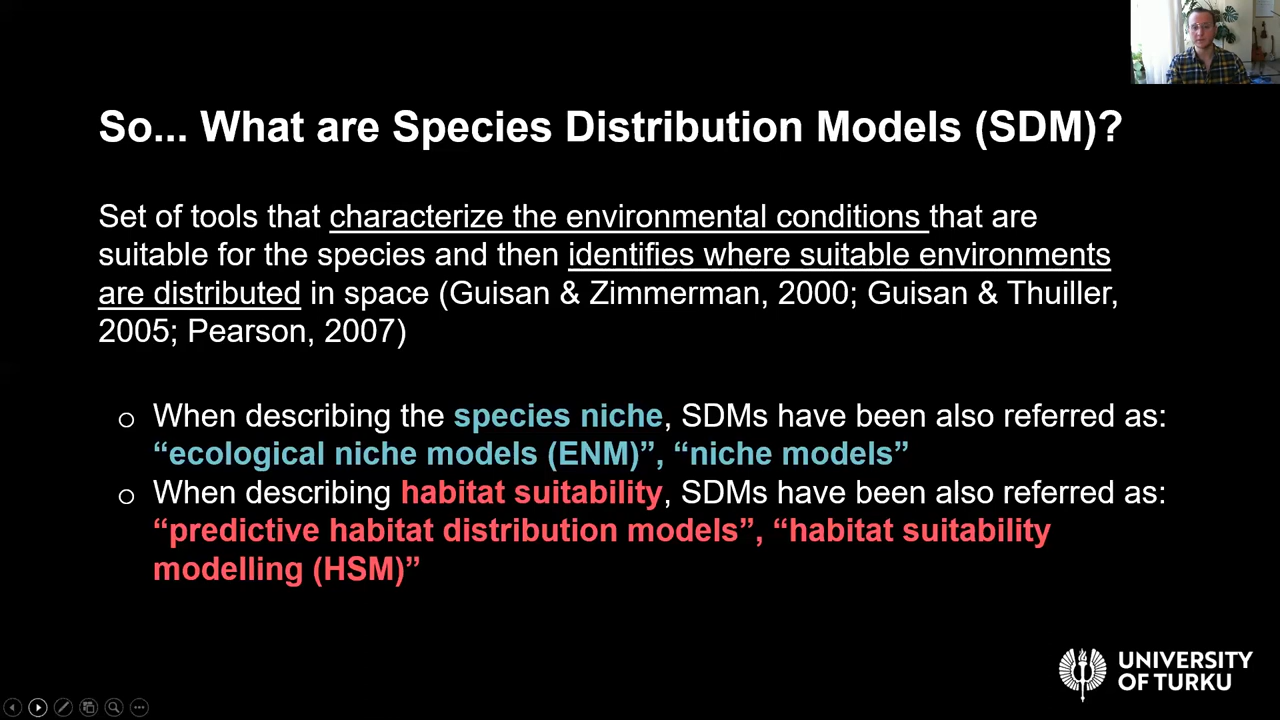 So... What are Species Distribution Models (SDM)?
Set of tools that characterize the environmental conditions that are
suitable for the species and then identifies where suitable environments
are distributed in space (Guisan & Zimmerman, 2000; Guisan & Thuiller,
2005; Pearson, 2007)
o When describing the species niche, SDMs have been also referred as:
“ecological niche models (ENM)”, “niche models”
o When describing habitat suitability, SDMs have been also referred as:
“predictive habitat distribution models”, “habitat suitability
modelling (HSM)”
UNIVERSITY
OF TURKU